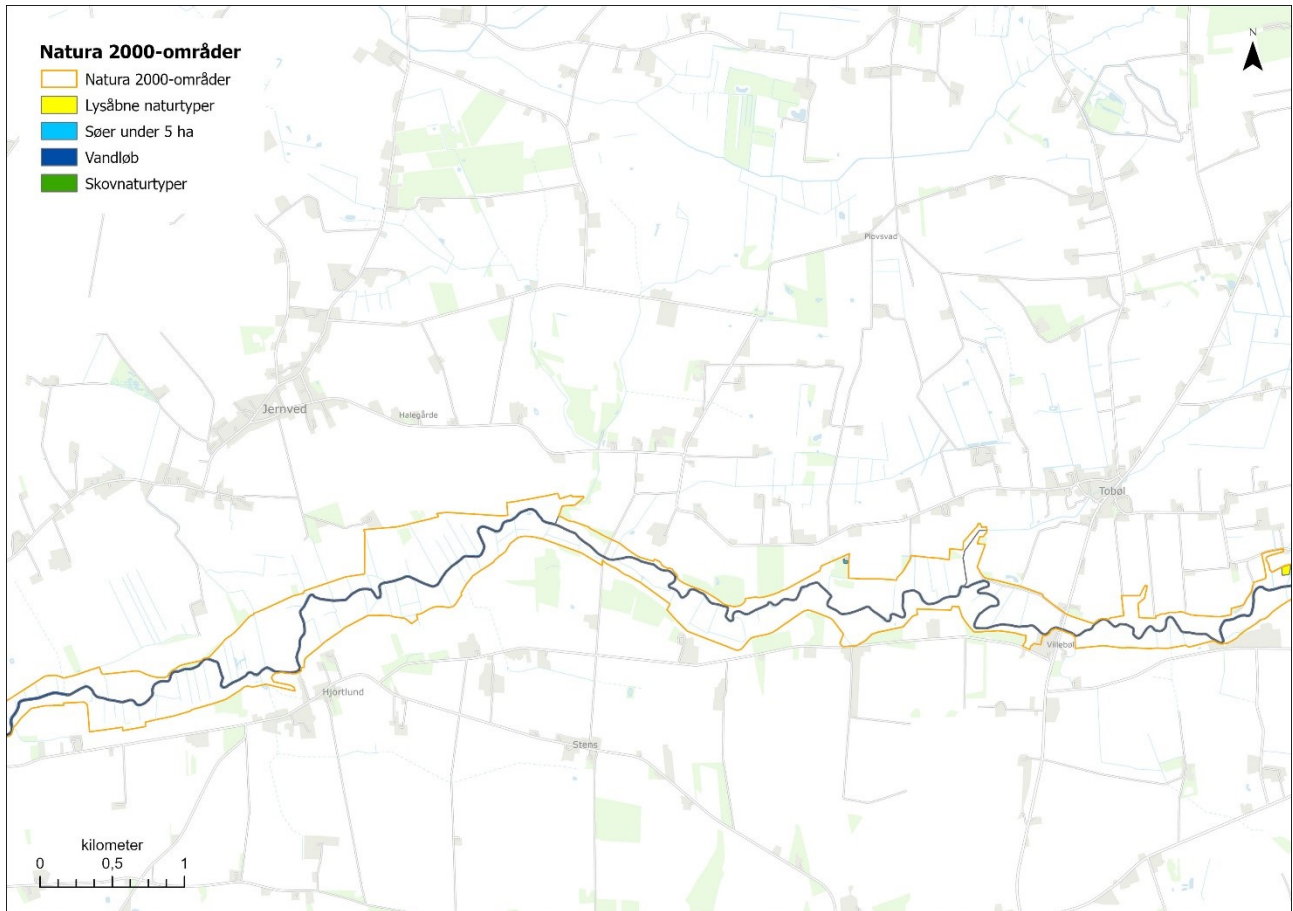 Natura 2000-områder
Natura 2000-områder
Lysåbne naturtyper
Søer under 5 ha
Vandløb
Skovnaturtyper
N
Plovsvad
Jernved
Halegårde
Tobøl
Villebøl
Hjortlund
Stens
kilometer
0 0,5 1